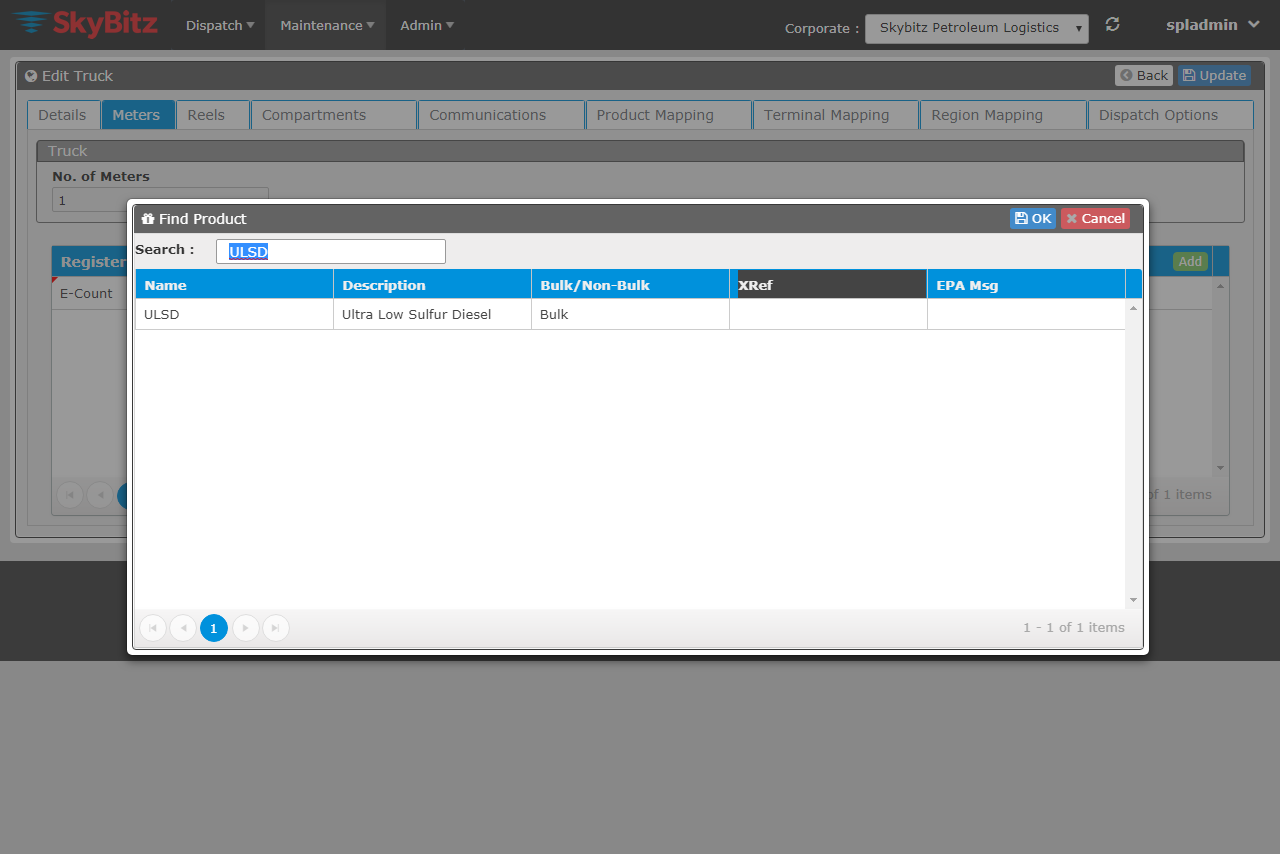 SkyBitz Dispatch Maintenance Admin Corporate : Skybitz Petroleum Logistics spladmin
Edit Truck Back Update
Details Meters Reels Compartments Communications Product Mapping Terminal Mapping Region Mapping Dispatch Options
Truck
No. of Meters
1
Find Product OK Cancel
Search : ULSD
Register Add
Name Description Bulk/Non-Bulk XRef EPA Msg
E-Count
ULSD Ultra Low Sulfur Diesel Bulk
of 1 items
1 1 - 1 of 1 items